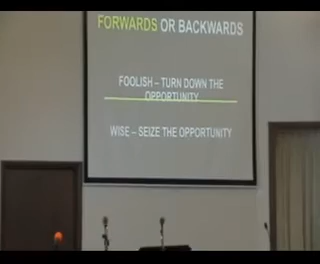 FORWARDS OR BACKWARDS
FOOLISH – TURN DOWN THE
OPPORTUNITY
WISE – SEIZE THE OPPORTUNITY